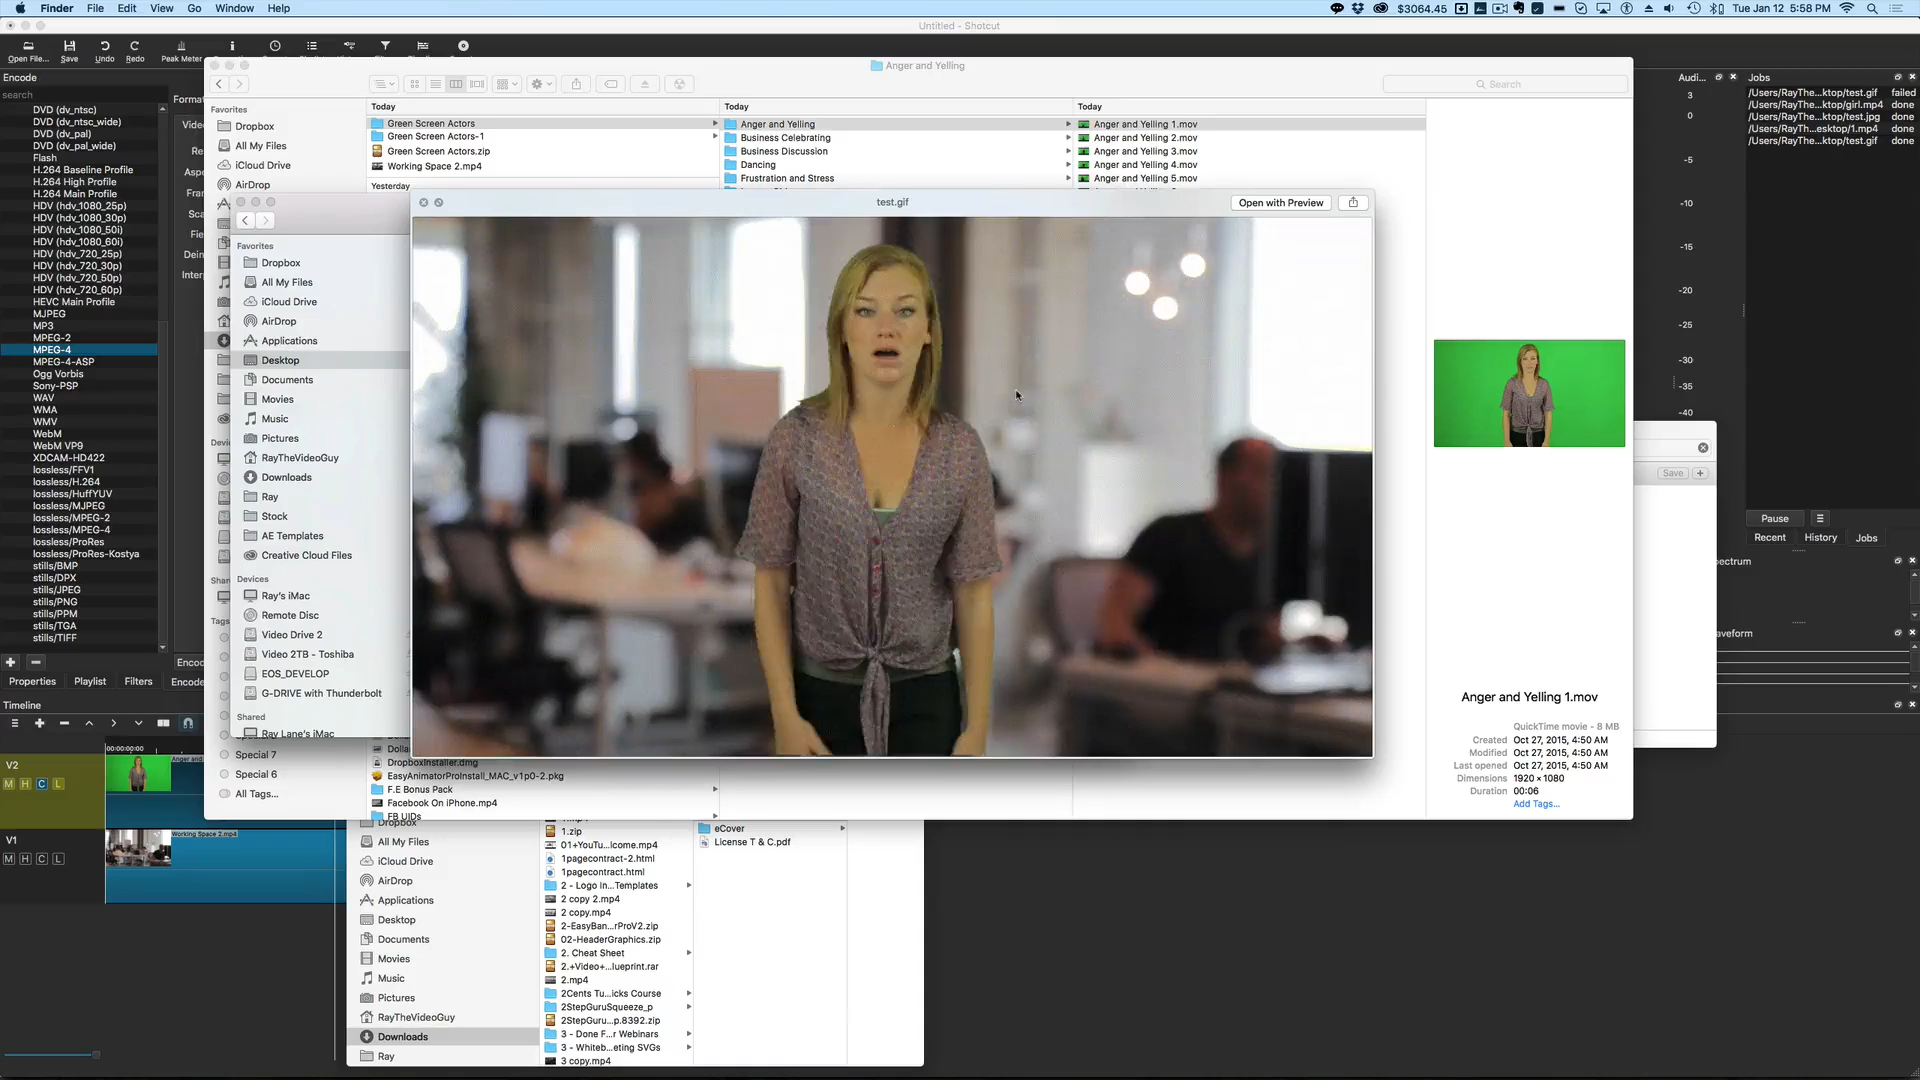 Finder File Edit View Go Window Help
$3064.45 Tue Jan 12 5:58 PM
Untitled - Shotcut
Open File... Save Undo Redo Peak Meter
Encode
search
DVD (dv_ntsc)
DVD (dv_ntsc_wide)
DVD (dv_pal)
DVD (dv_pal_wide)
Flash
H.264 Baseline Profile
H.264 High Profile
H.264 Main Profile
HDV (hdv_1080_25p)
HDV (hdv_1080_30p)
HDV (hdv_1080_50i)
HDV (hdv_1080_60i)
HDV (hdv_720_25p)
HDV (hdv_720_30p)
HDV (hdv_720_50p)
HDV (hdv_720_60p)
HEVC Main Profile
MJPEG
MP3
MPEG-2
MPEG-4
MPEG-4-ASP
Ogg Vorbis
Sony-PSP
WAV
WMA
WMV
WebM
WebM VP9
XDCAM-HD422
lossless/FFV1
lossless/H.264
lossless/HuffYUV
lossless/MJPEG
lossless/MPEG-2
lossless/MPEG-4
lossless/ProRes
lossless/ProRes-Kostya
stills/BMP
stills/DPX
stills/JPEG
stills/PNG
stills/PPM
stills/TGA
stills/TIFF
Properties Playlist Filters Encode
Timeline
00:00:00:00
V2
M H C L
V1
M H C L
Working Space 2.mp4
Anger and Yelling
Search
Favorites
Dropbox
All My Files
iCloud Drive
AirDrop
Special 7
Special 6
All Tags...
Today
Green Screen Actors
Green Screen Actors-1
Green Screen Actors.zip
Working Space 2.mp4
Yesterday
DropboxInstaller.dmg
EasyAnimatorProInstall_MAC_v1p0-2.pkg
F.E Bonus Pack
Facebook On iPhone.mp4
FB UIDs
Today
Anger and Yelling
Business Celebrating
Business Discussion
Dancing
Frustration and Stress
Today
Anger and Yelling 1.mov
Anger and Yelling 2.mov
Anger and Yelling 3.mov
Anger and Yelling 4.mov
Anger and Yelling 5.mov
test.gif
Open with Preview
Favorites
Dropbox
All My Files
iCloud Drive
AirDrop
Applications
Desktop
Documents
Movies
Music
Pictures
RayTheVideoGuy
Downloads
Ray
Stock
AE Templates
Creative Cloud Files
Devices
Ray's iMac
Remote Disc
Video Drive 2
Video 2TB - Toshiba
EOS_DEVELOP
G-DRIVE with Thunderbolt
Shared
Ray Lane's iMac
Anger and Yelling 1.mov
QuickTime movie - 8 MB
Created Oct 27, 2015, 4:50 AM
Modified Oct 27, 2015, 4:50 AM
Last opened Oct 27, 2015, 4:50 AM
Dimensions 1920 × 1080
Duration 00:06
Add Tags...
Dropbox
All My Files
iCloud Drive
AirDrop
Applications
Desktop
Documents
Movies
Music
Pictures
RayTheVideoGuy
Downloads
Ray
1.zip
01+YouTu...lcome.mp4
1pagecontract-2.html
1pagecontract.html
2 - Logo In...Templates
2 copy 2.mp4
2 copy.mp4
2-EasyBan...rProV2.zip
02-HeaderGraphics.zip
2. Cheat Sheet
2.+Video+...lueprint.rar
2.mp4
2Cents Tu...icks Course
2StepGuruSqueeze_p
2StepGuru...p.8392.zip
3 - Done F...r Webinars
3 - Whiteb...eting SVGs
3 copy.mp4
eCover
License T & C.pdf
Audi...
3
0
-5
-10
-15
-20
-25
-30
-35
-40
Save
Jobs
/Users/RayThe...ktop/test.gif failed
/Users/RayThe...ktop/girl.mp4 done
/Users/RayThe...ktop/test.jpg done
/Users/RayTh...esktop/1.mp4 done
/Users/RayThe...ktop/test.gif done
Pause
Recent History Jobs